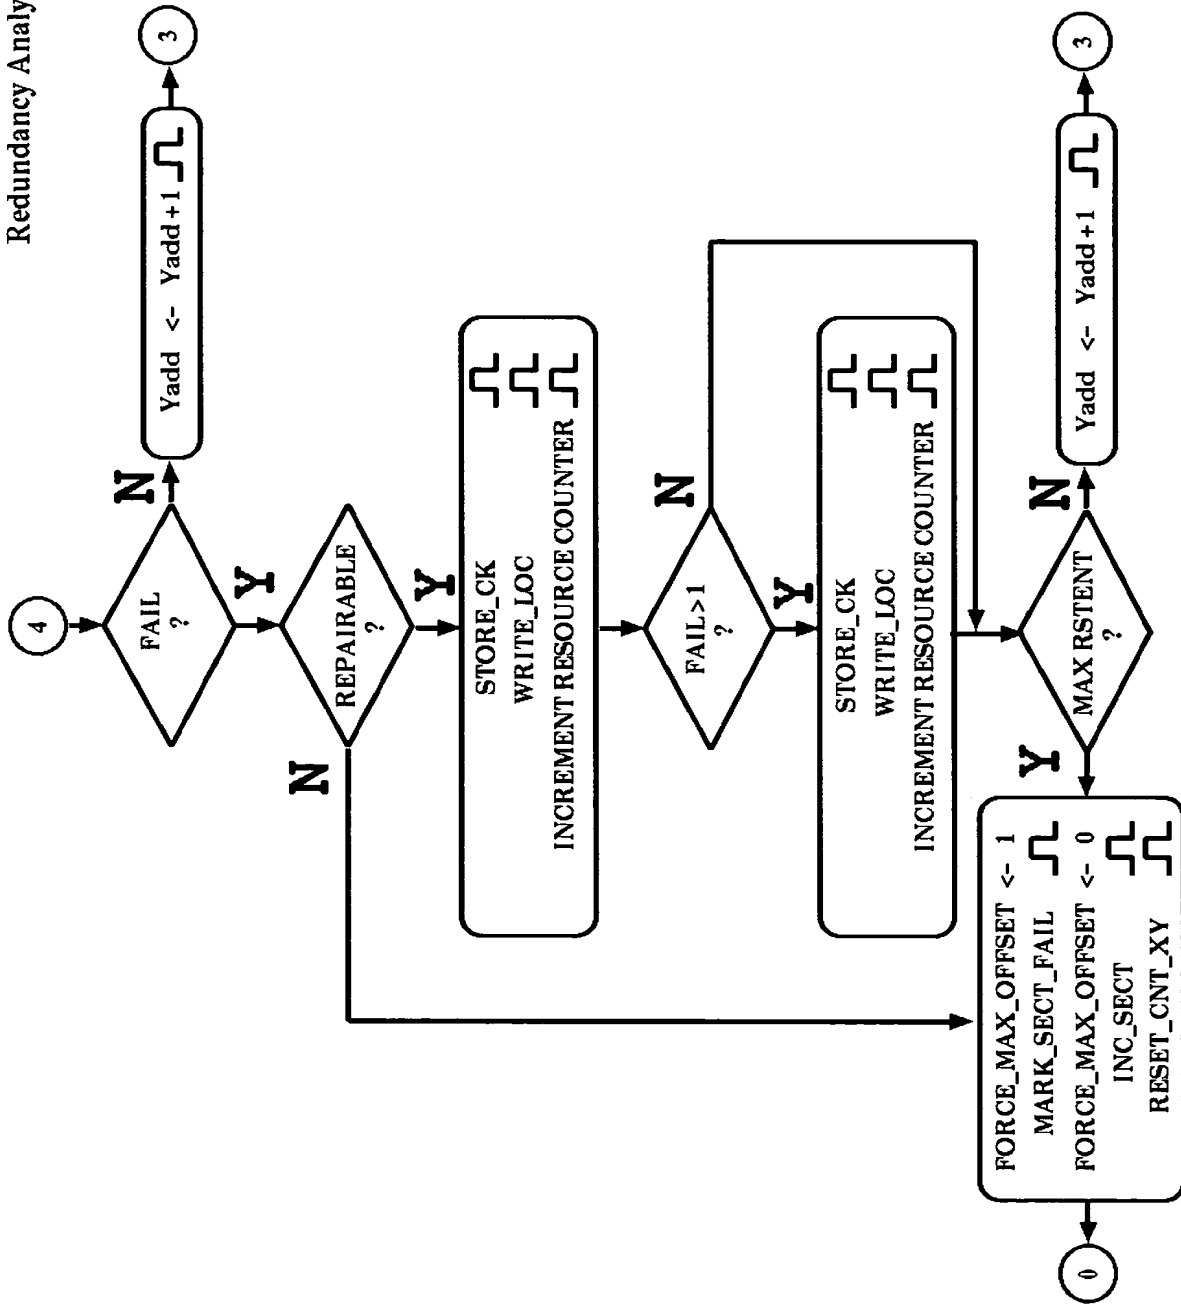 Redundancy Analy
4
FAIL
?
N
Yadd <- Yadd+1
3
Y
REPAIRABLE
?
N
Y
STORE_CK
WRITE_LOC
INCREMENT RESOURCE COUNTER
FAIL>1
?
N
Y
STORE_CK
WRITE_LOC
INCREMENT RESOURCE COUNTER
MAX RSTENT
?
N
Yadd <- Yadd+1
3
Y
FORCE_MAX_OFFSET <- 1
MARK_SECT_FAIL
FORCE_MAX_OFFSET <- 0
INC_SECT
RESET_CNT_XY
0